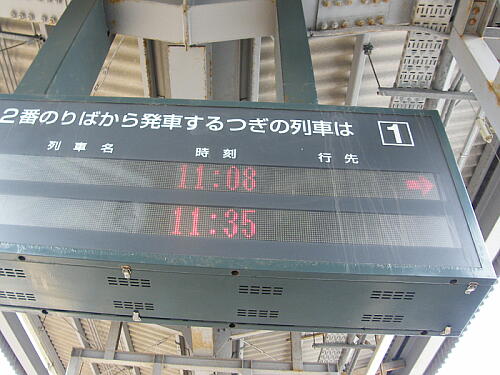 2番のりばから発車するつぎの列車は 1
列車名 時刻 行先
11:08 →
11:35